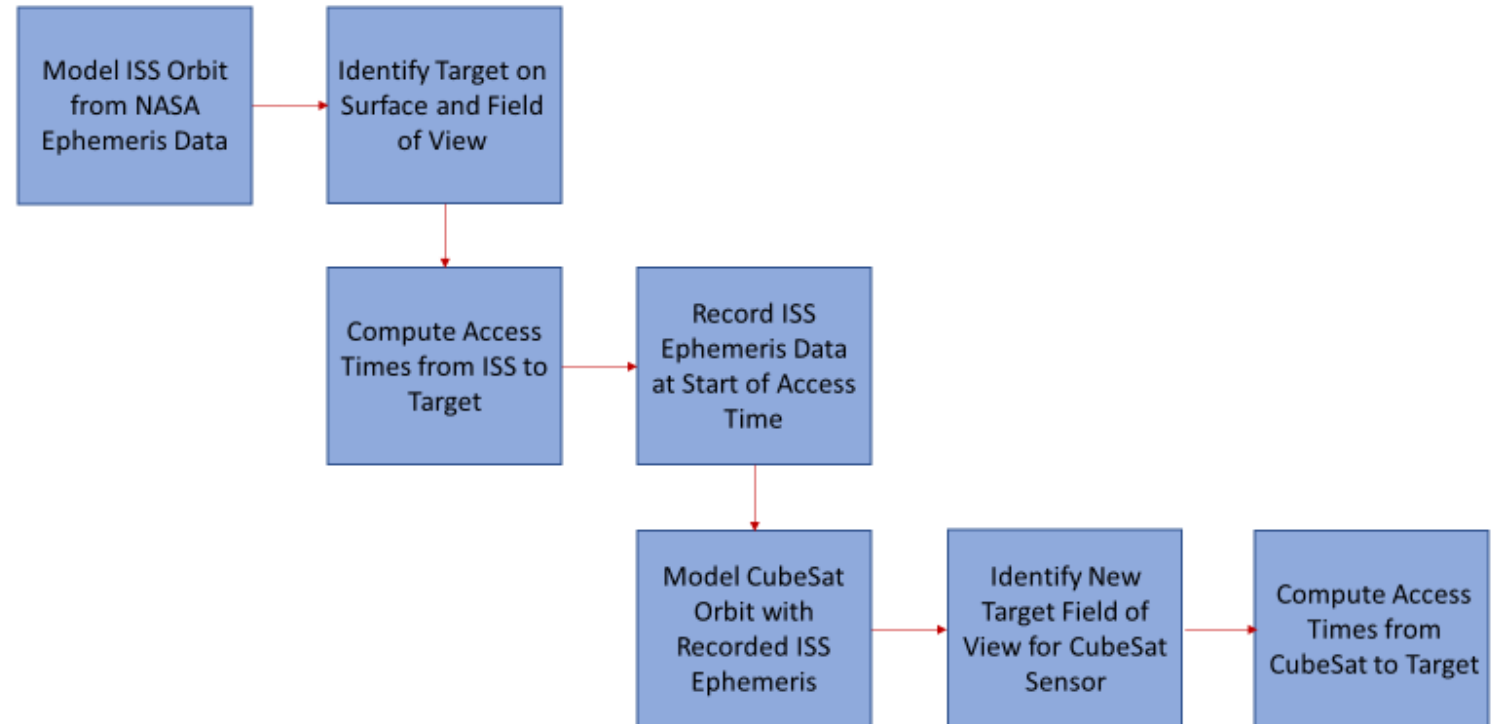 Model ISS Orbit
from NASA
Ephemeris Data
Identify Target on
Surface and Field
of View
Compute Access
Times from ISS to
Target
Record ISS
Ephemeris Data
at Start of Access
Time
Model CubeSat
Orbit with
Recorded ISS
Ephemeris
Identify New
Target Field of
View for CubeSat
Sensor
Compute Access
Times from
CubeSat to Target